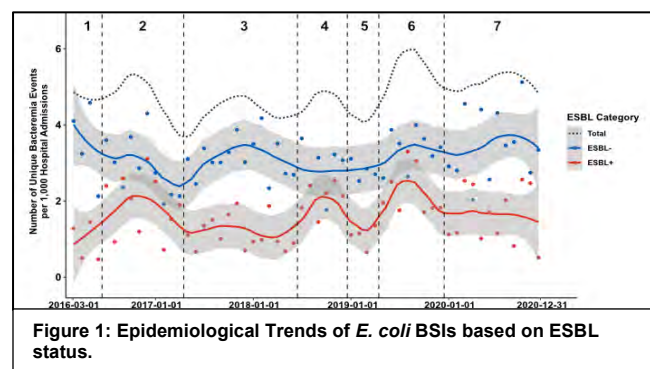 1 2 3 4 5 6 7
6
4
2
0
Number of Unique Bacteremia Events
per 1,000 Hospital Admissions
ESBL Category
Total
ESBL-
ESBL+
2016-03-01 2017-01-01 2018-01-01 2019-01-01 2020-01-01 2020-12-31
Figure 1: Epidemiological Trends of E. coli BSIs based on ESBL
status.